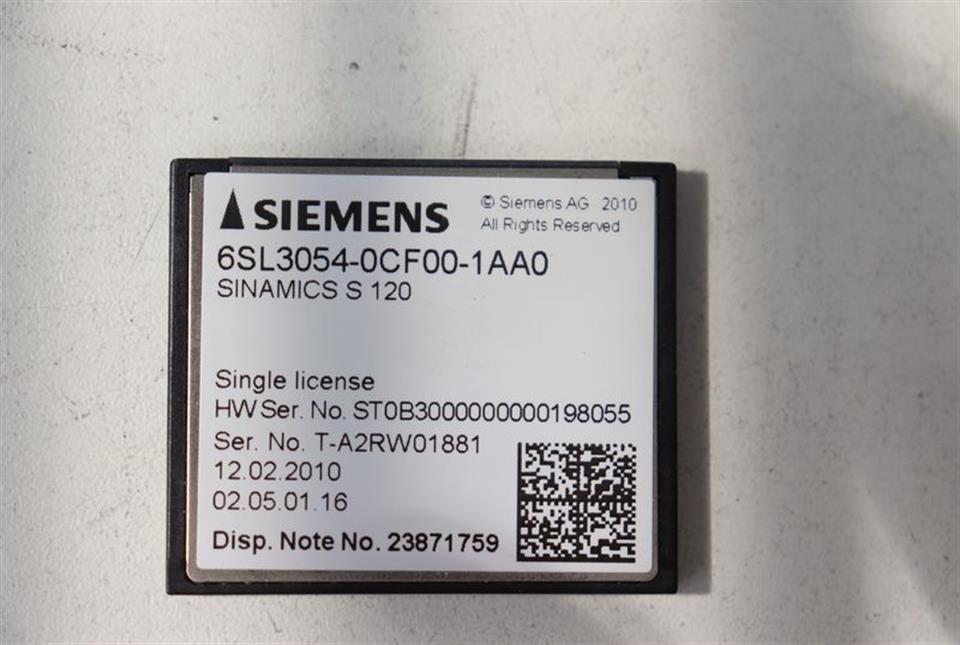 SIEMENS
© Siemens AG 2010
All Rights Reserved
6SL3054-0CF00-1AA0
SINAMICS S 120
Single license
HW Ser. No. ST0B3000000000198055
Ser. No. T-A2RW01881
12.02.2010
02.05.01.16
Disp. Note No. 23871759